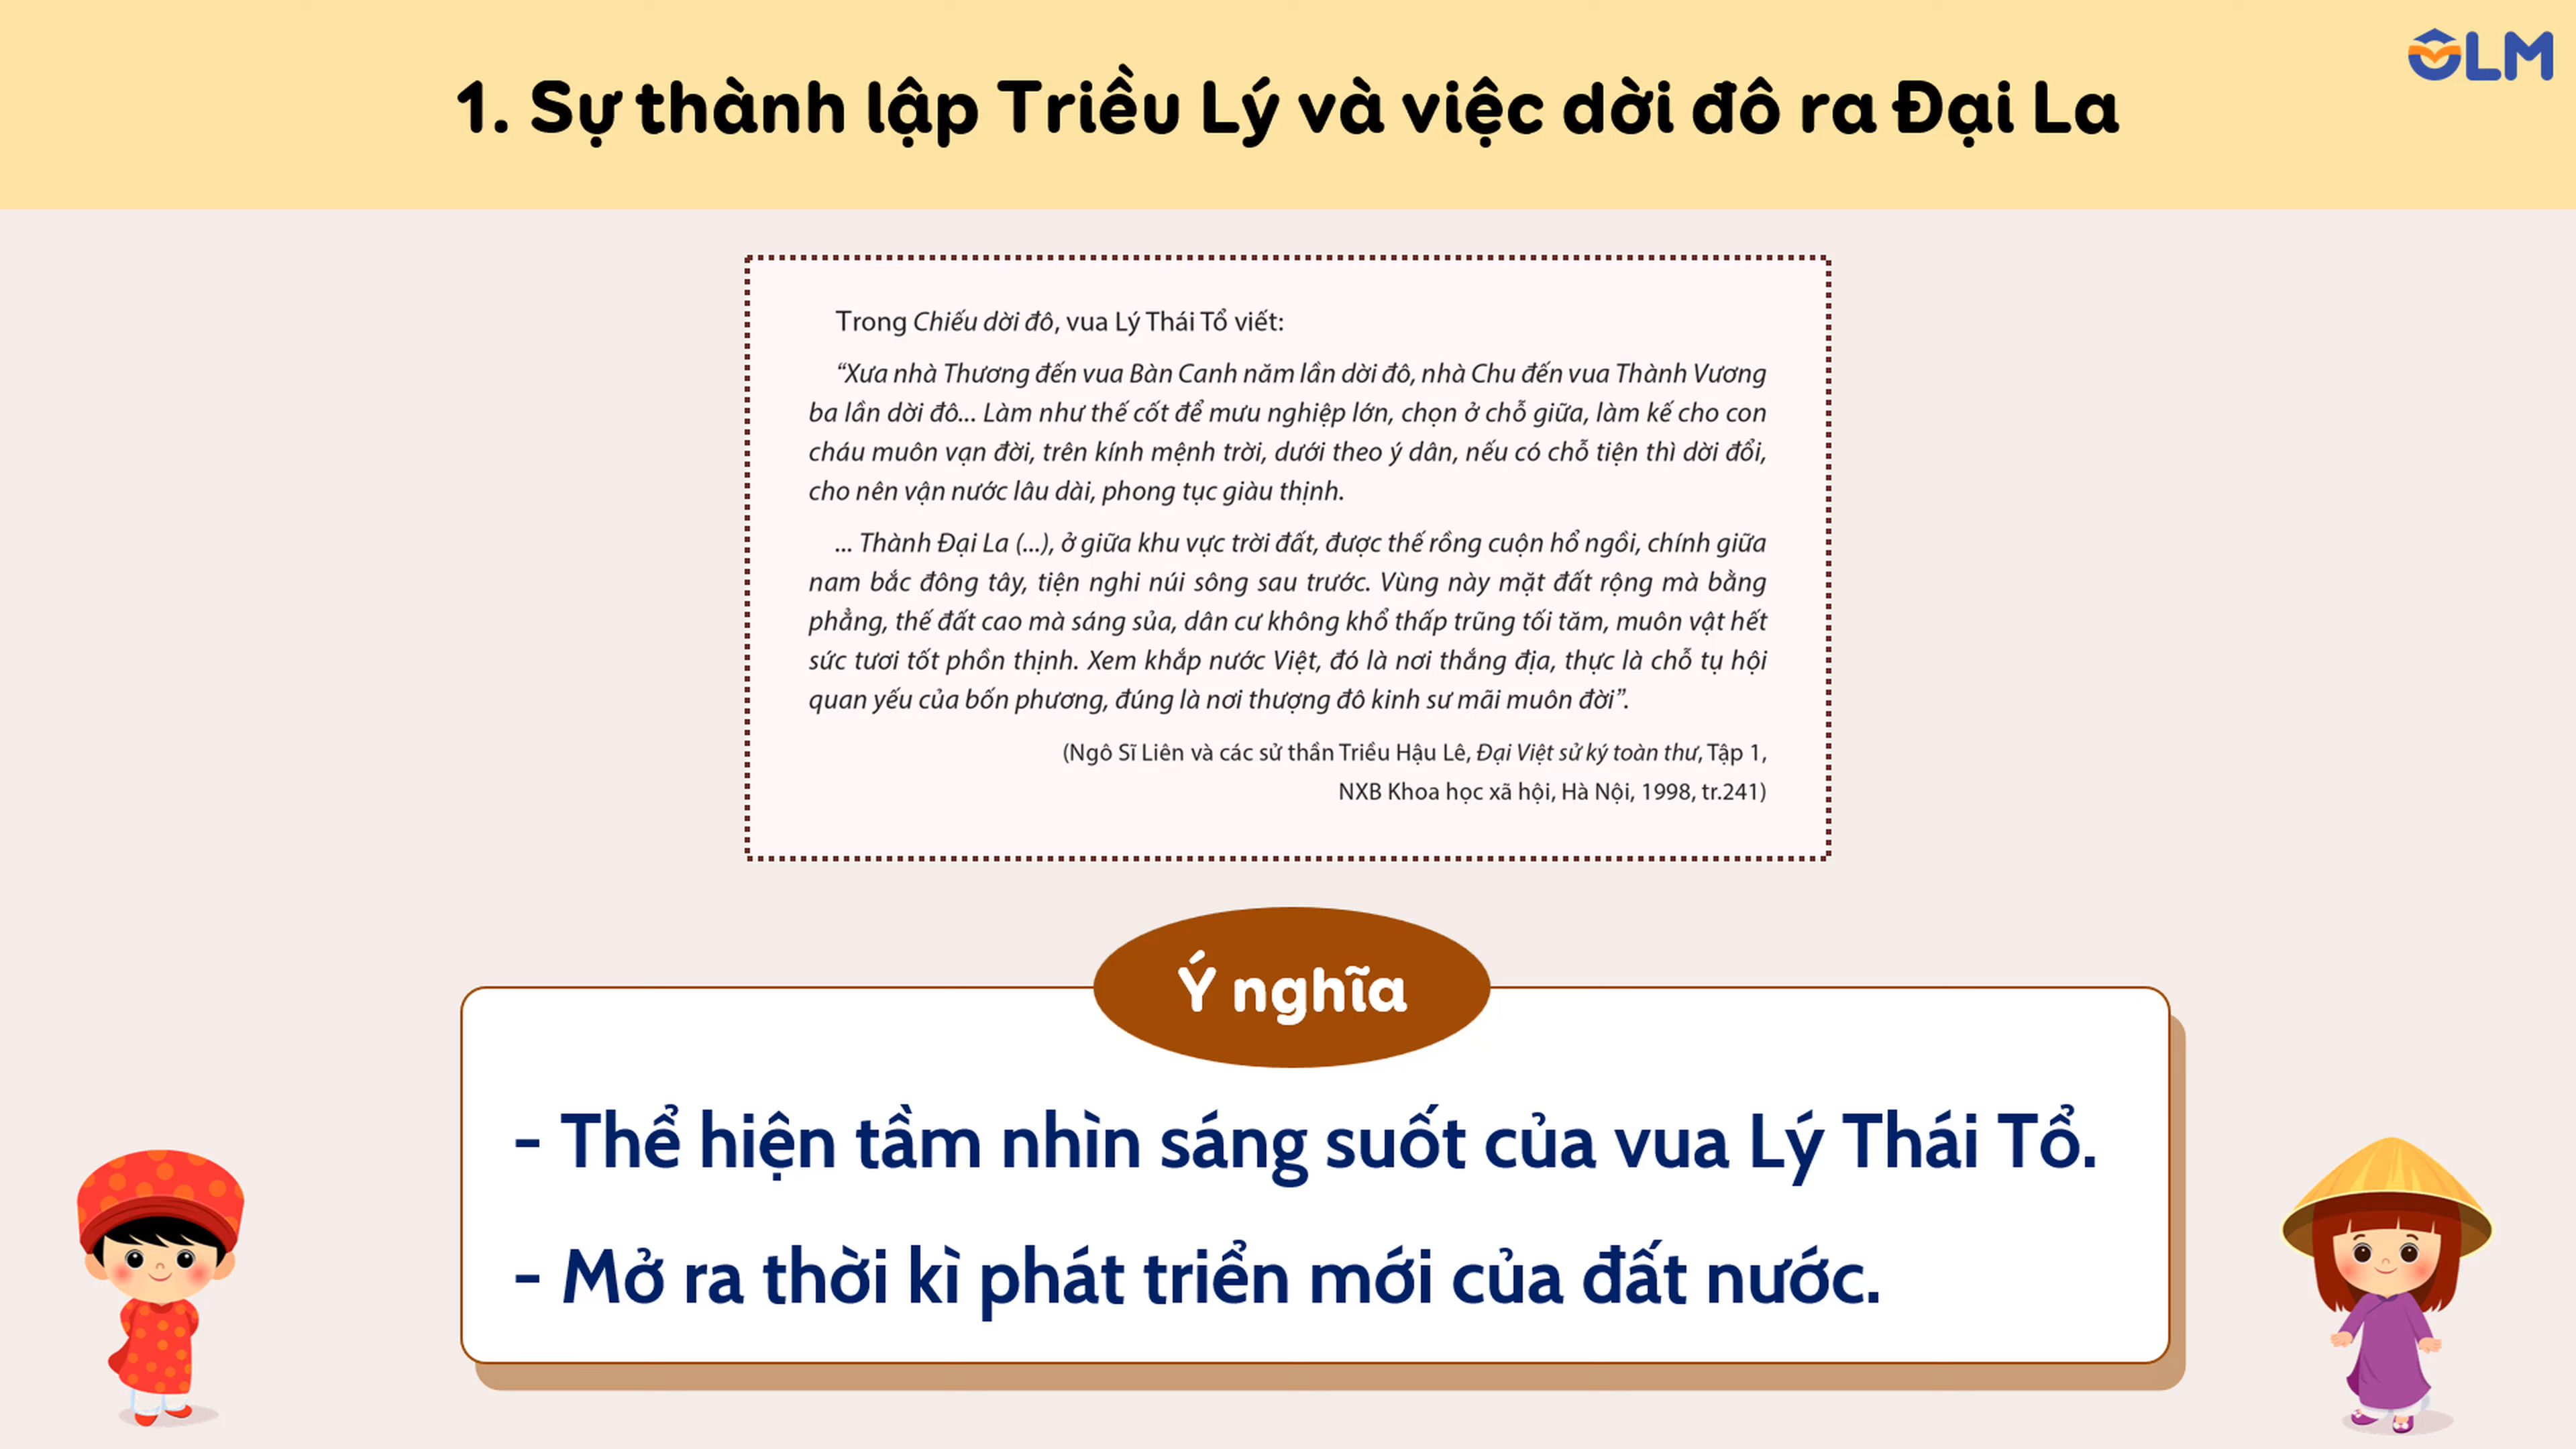 OLM
1. Sự thành lập Triều Lý và việc dời đô ra Đại La
Trong Chiếu dời đô, vua Lý Thái Tổ viết:
“Xưa nhà Thương đến vua Bàn Canh năm lần dời đô, nhà Chu đến vua Thành Vương
ba lần dời đô... Làm như thế cốt để mưu nghiệp lớn, chọn ở chỗ giữa, làm kế cho con
cháu muôn vạn đời, trên kính mệnh trời, dưới theo ý dân, nếu có chỗ tiện thì dời đổi,
cho nên vận nước lâu dài, phong tục giàu thịnh.
... Thành Đại La (...), ở giữa khu vực trời đất, được thế rồng cuộn hổ ngồi, chính giữa
nam bắc đông tây, tiện nghi núi sông sau trước. Vùng này mặt đất rộng mà bằng
phẳng, thế đất cao mà sáng sủa, dân cư không khổ thấp trũng tối tăm, muôn vật hết
sức tươi tốt phồn thịnh. Xem khắp nước Việt, đó là nơi thắng địa, thực là chỗ tụ hội
quan yếu của bốn phương, đúng là nơi thượng đô kinh sư mãi muôn đời”.
(Ngô Sĩ Liên và các sử thần Triều Hậu Lê, Đại Việt sử ký toàn thư, Tập 1,
NXB Khoa học xã hội, Hà Nội, 1998, tr.241)
Ý nghĩa
- Thể hiện tầm nhìn sáng suốt của vua Lý Thái Tổ.
- Mở ra thời kì phát triển mới của đất nước.